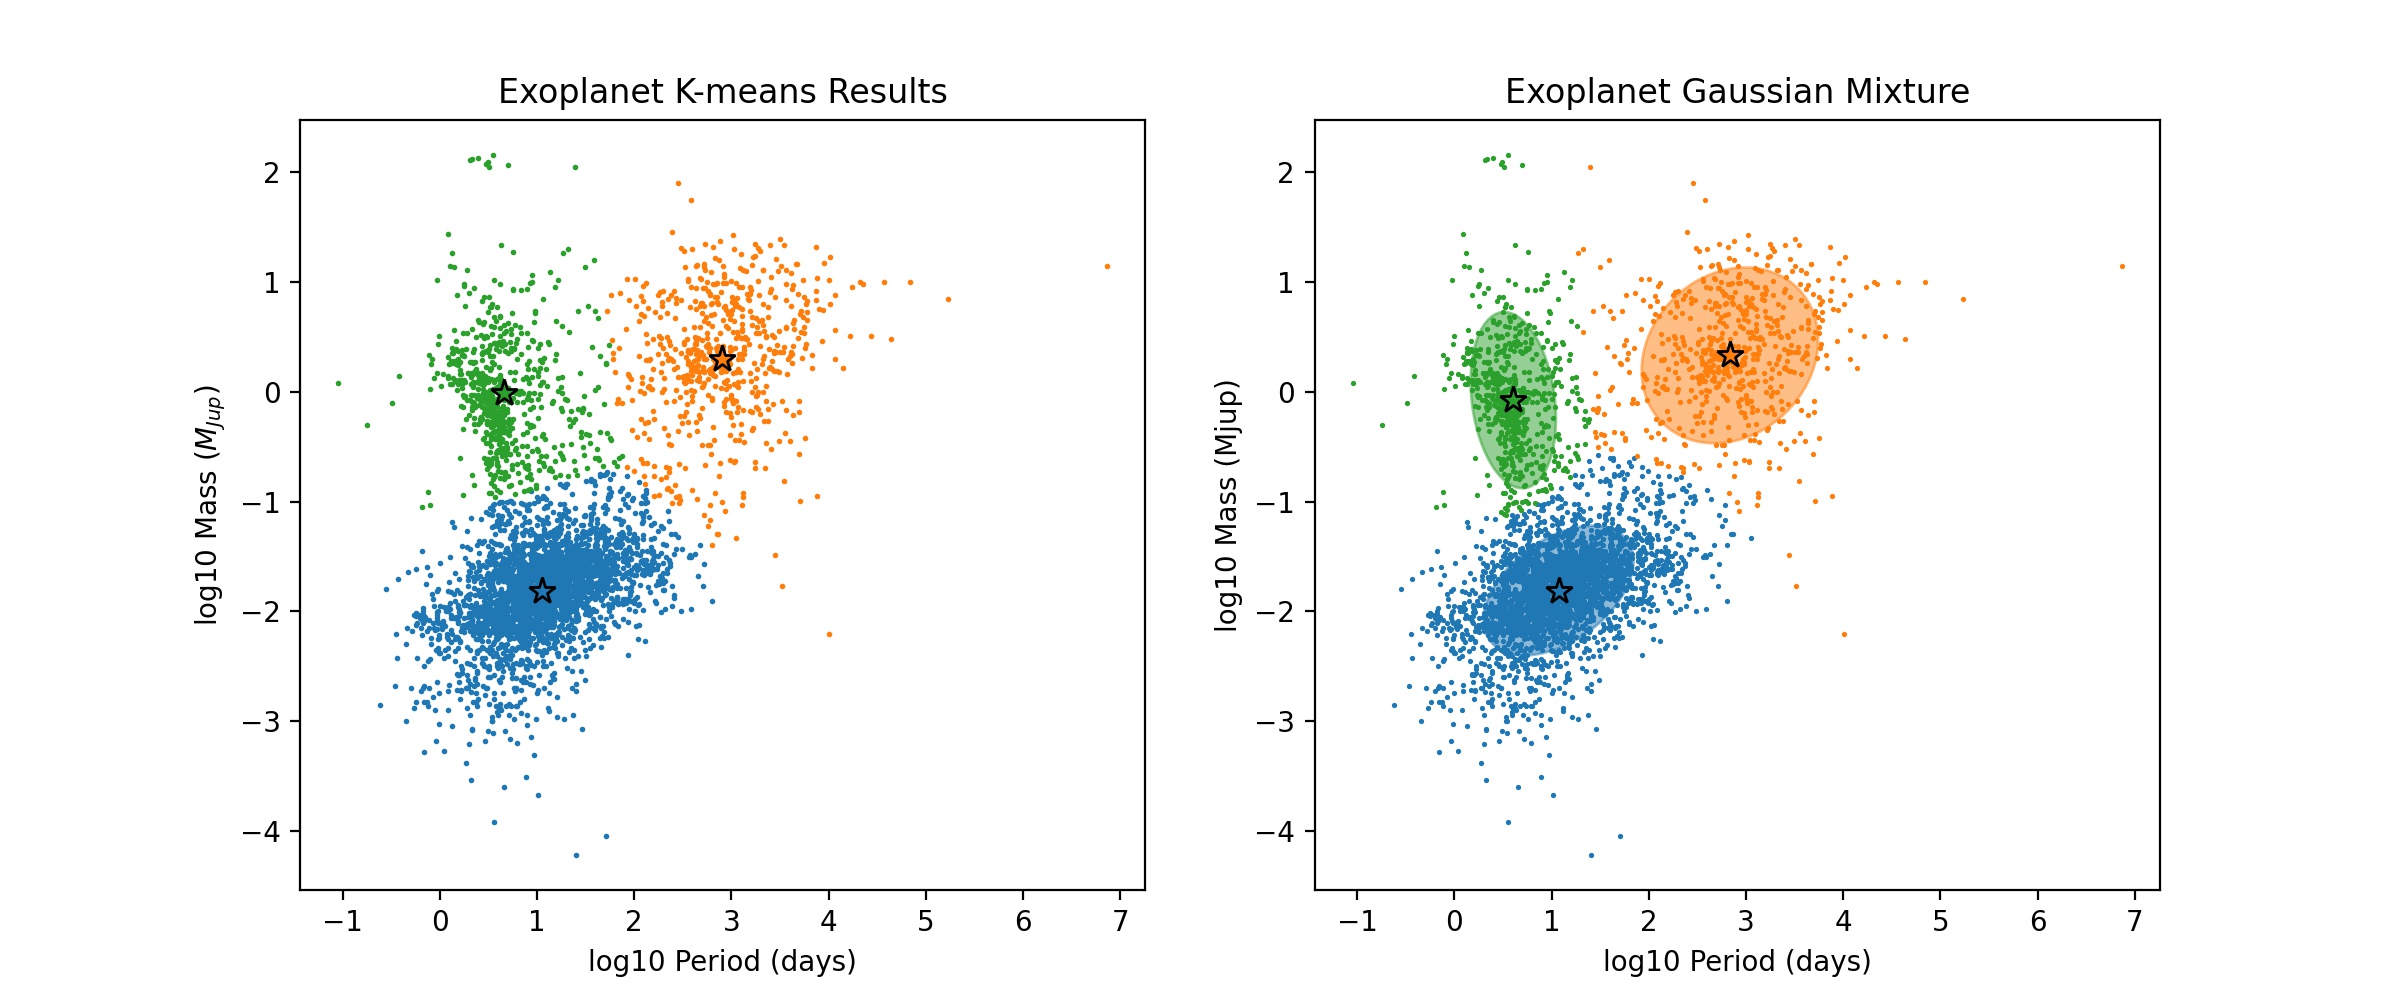 Exoplanet K-means Results
log10 Mass (M_Jup)
2
1
0
−1
−2
−3
−4
−1 0 1 2 3 4 5 6 7
log10 Period (days)
Exoplanet Gaussian Mixture
log10 Mass (Mjup)
2
1
0
−1
−2
−3
−4
−1 0 1 2 3 4 5 6 7
log10 Period (days)